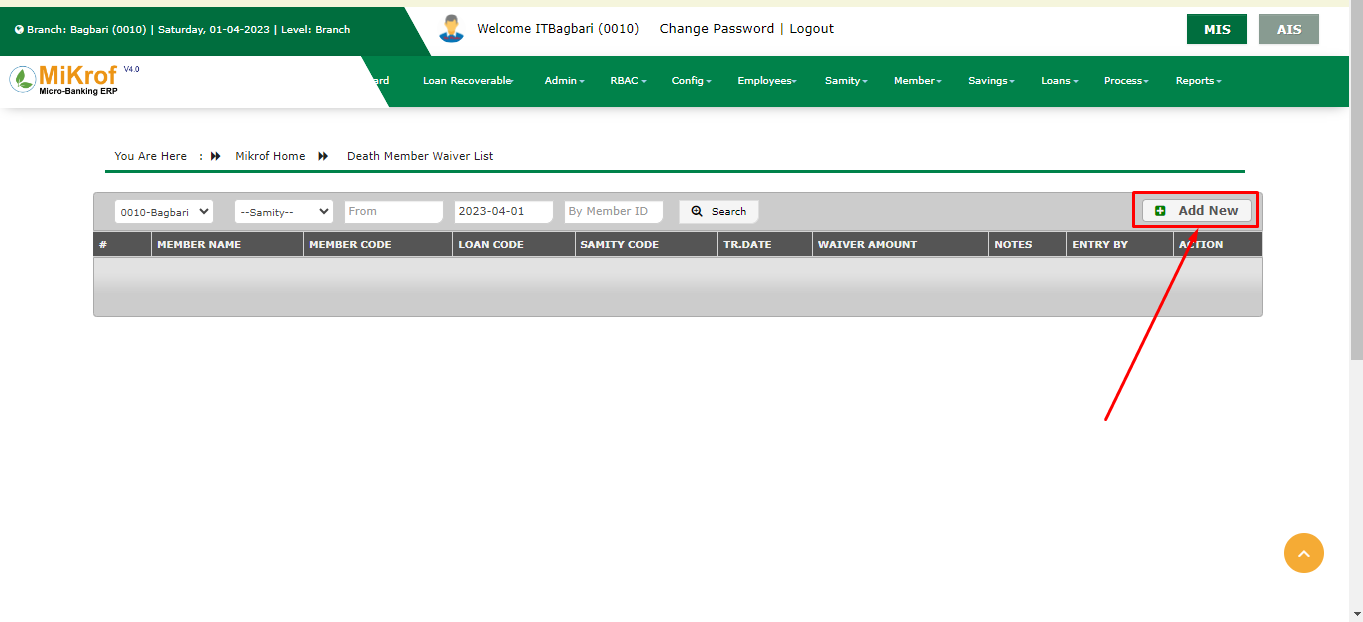 Branch: Bagbari (0010) | Saturday, 01-04-2023 | Level: Branch
Welcome ITBagbari (0010) Change Password | Logout
MIS AIS
MiKrof V4.0
Micro-Banking ERP
ard Loan Recoverable Admin RBAC Config Employees Samity Member Savings Loans Process Reports
You Are Here : Mikrof Home Death Member Waiver List
0010-Bagbari --Samity-- From 2023-04-01 By Member ID Search Add New
# MEMBER NAME MEMBER CODE LOAN CODE SAMITY CODE TR.DATE WAIVER AMOUNT NOTES ENTRY BY ACTION